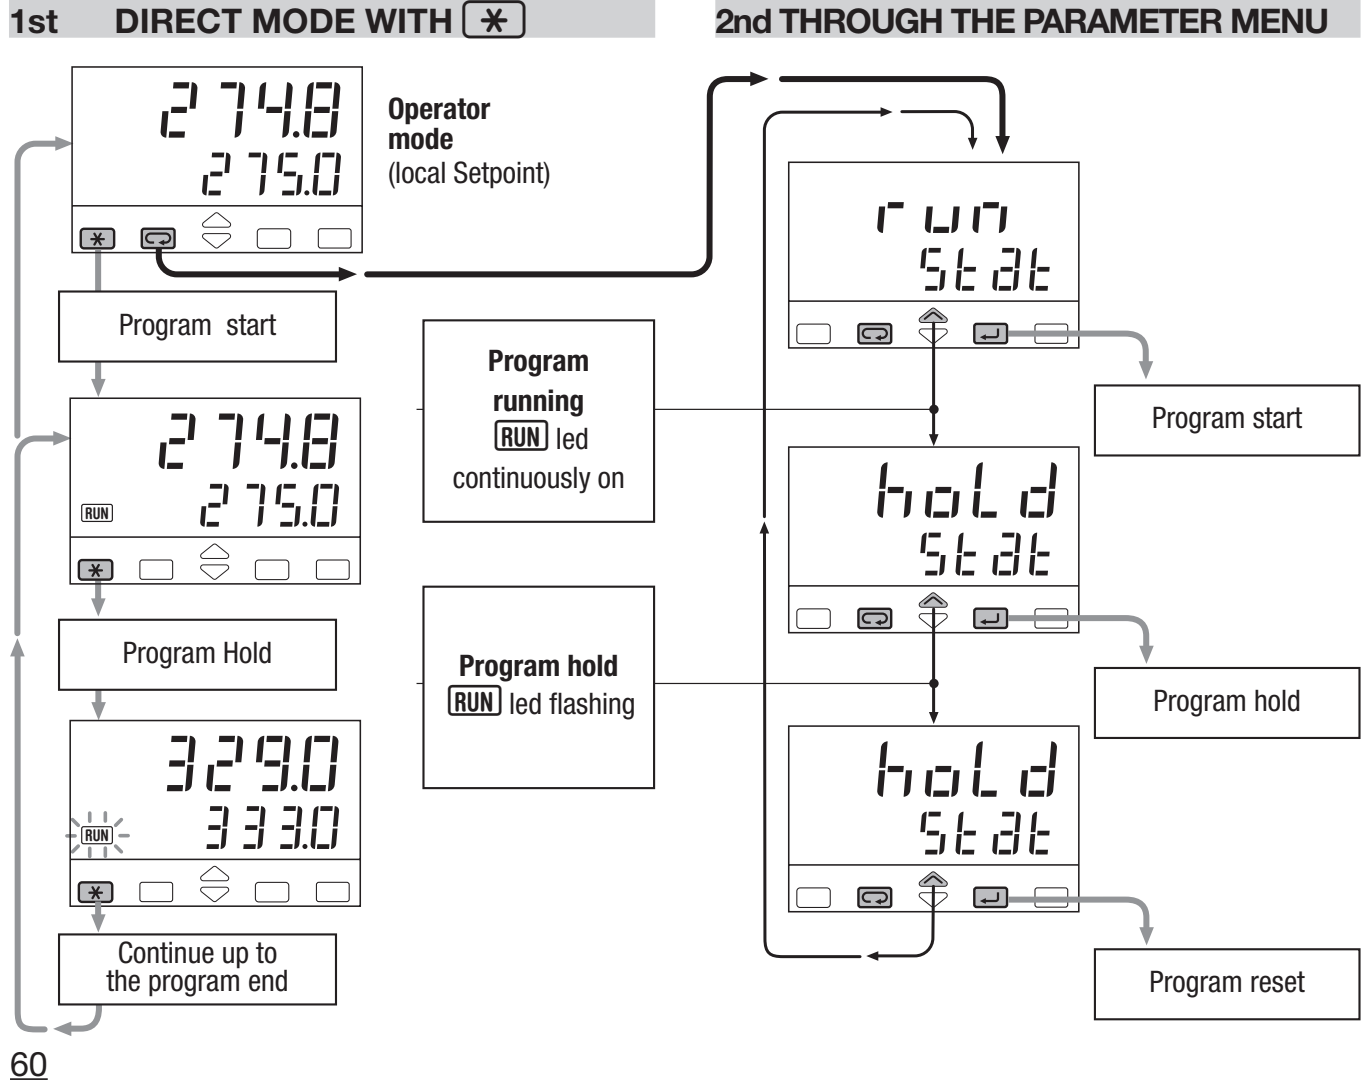 1st DIRECT MODE WITH
2nd THROUGH THE PARAMETER MENU
274.8
275.0
Operator
mode
(local Setpoint)
Program start
274.8
275.0
RUN
Program Hold
329.0
333.0
RUN
Continue up to
the program end
Program
running
RUN led
continuously on
Program hold
RUN led flashing
run
Stat
Program start
hoLd
Stat
Program hold
hoLd
Stat
Program reset
60